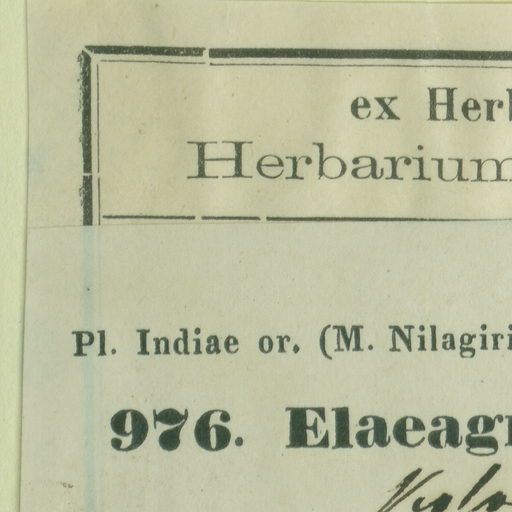 ex Herb
Herbarium
Pl. Indiae or. (M. Nilagiri
976. Elaeag